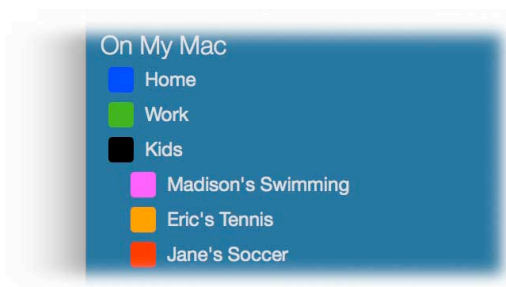 On My Mac
Home
Work
Kids
Madison's Swimming
Eric's Tennis
Jane's Soccer